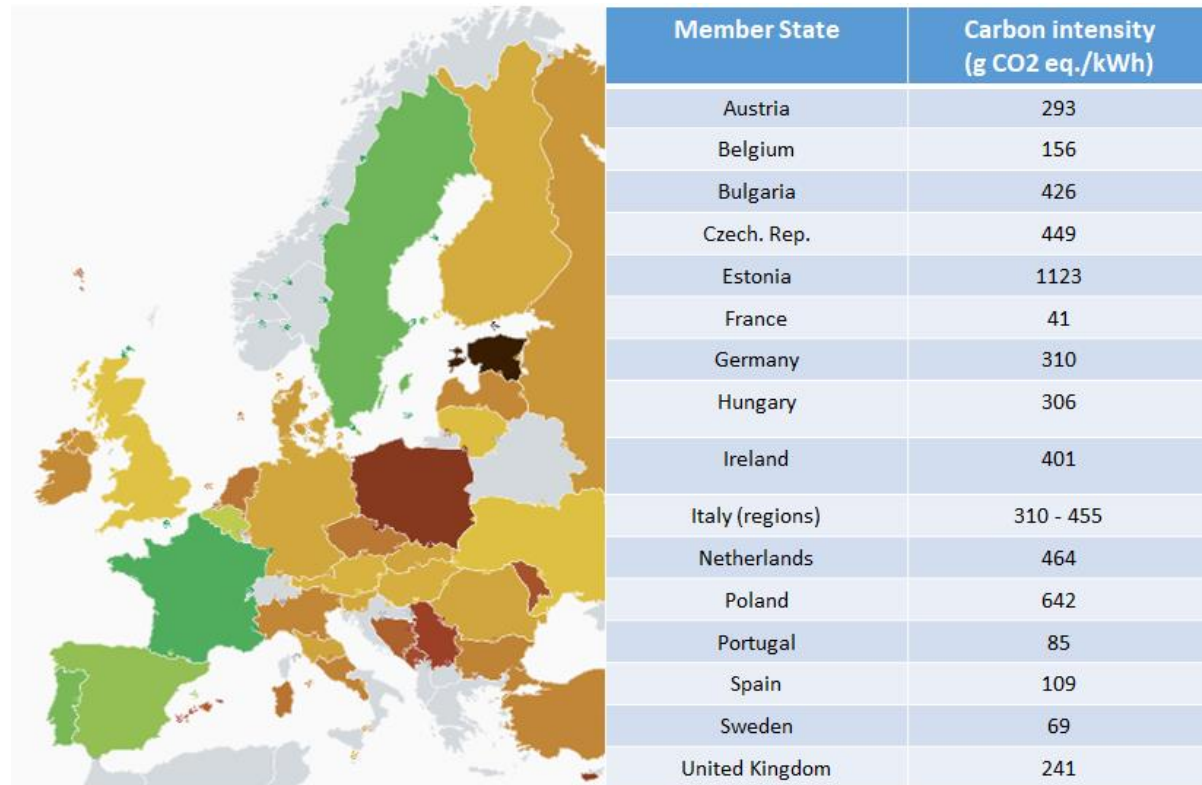 Member State Carbon intensity
(g CO2 eq./kWh)
Austria 293
Belgium 156
Bulgaria 426
Czech. Rep. 449
Estonia 1123
France 41
Germany 310
Hungary 306
Ireland 401
Italy (regions) 310 - 455
Netherlands 464
Poland 642
Portugal 85
Spain 109
Sweden 69
United Kingdom 241